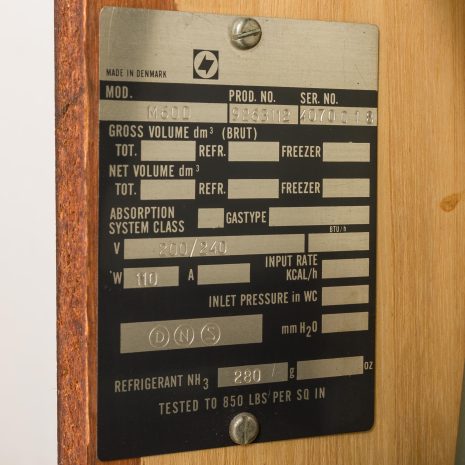 MADE IN DENMARK
MOD. PROD. NO. SER. NO.
M600 9263112 4070018
GROSS VOLUME dm³ (BRUT)
TOT. REFR. FREEZER
NET VOLUME dm³
TOT. REFR. FREEZER
ABSORPTION
SYSTEM CLASS GASTYPE
BTU/h
V 200/240
INPUT RATE
KCAL/h
W 110 A
INLET PRESSURE in WC
D N S mm H₂O
REFRIGERANT NH₃ 280 g oz
TESTED TO 850 LBS PER SQ IN